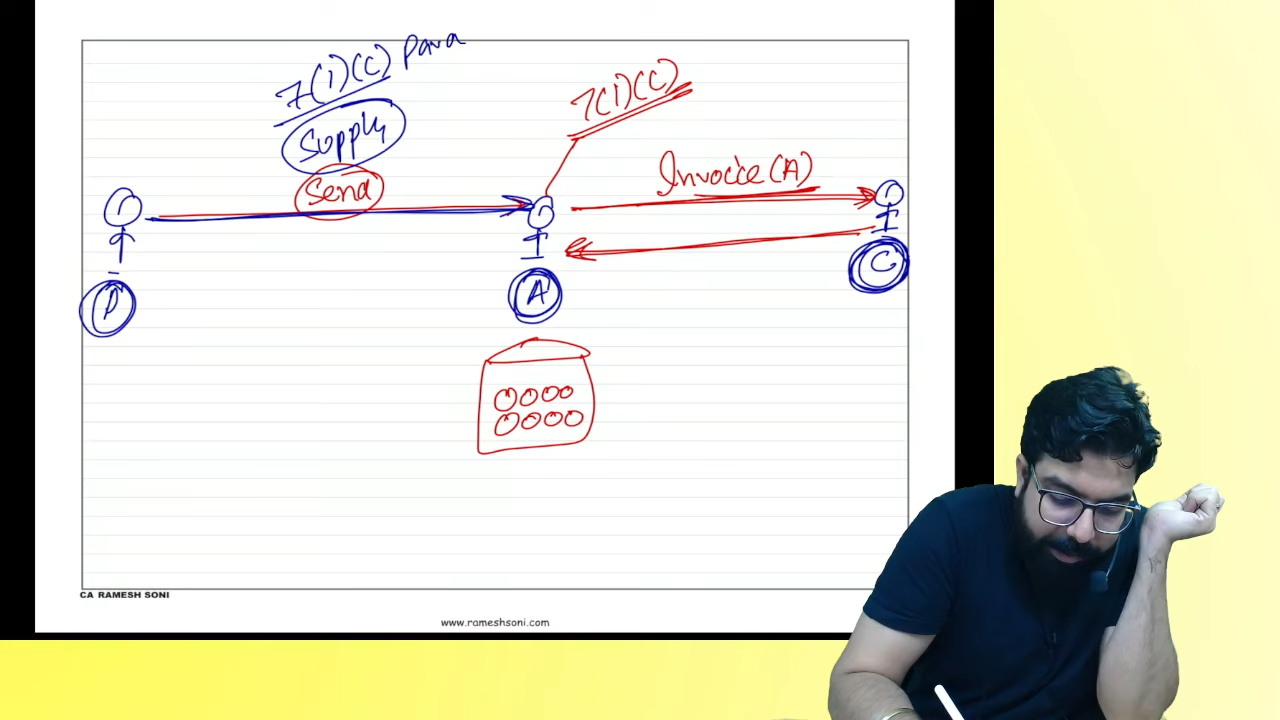 7(1)(C) Para
Supply
Send
7(1)(C)
Invoice (A)
P
A
C
CA RAMESH SONI
www.rameshsoni.com